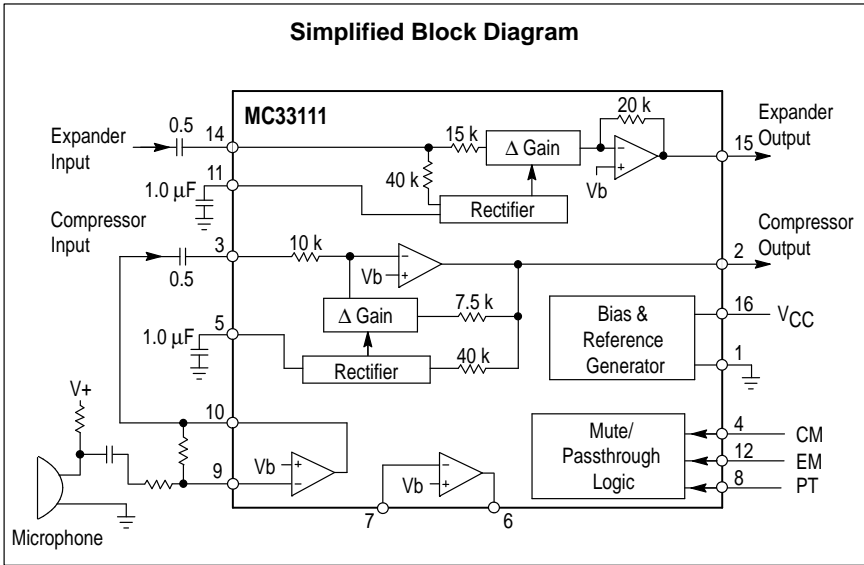 Simplified Block Diagram
MC33111
Expander
Input
0.5
14
15 k
Δ Gain
20 k
Vb
Expander
Output
15
11
1.0 μF
40 k
Rectifier
Compressor
Input
0.5
3
10 k
Vb
Compressor
Output
2
Δ Gain
7.5 k
5
1.0 μF
Rectifier
40 k
Bias &
Reference
Generator
16
VCC
1
V+
10
9
Vb
Microphone
Vb
7
6
Mute/
Passthrough
Logic
4
CM
12
EM
8
PT